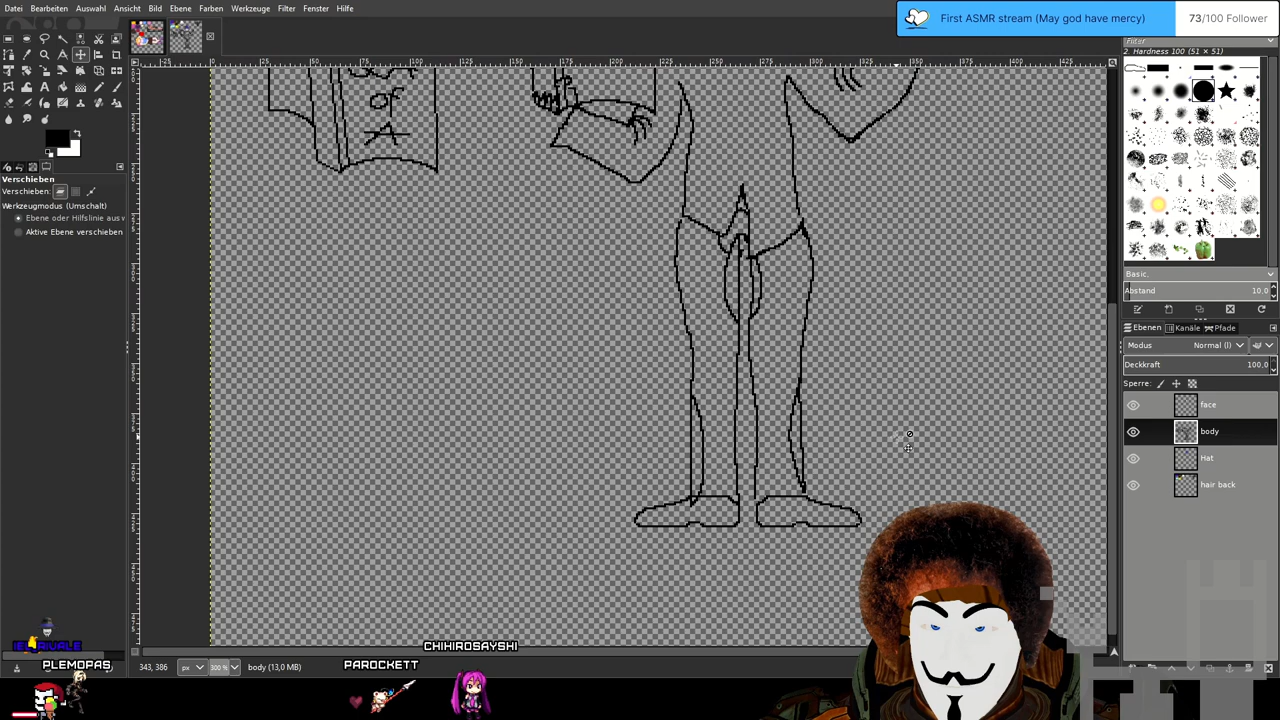 Datei Bearbeiten Auswahl Ansicht Bild Ebene Farben Werkzeuge Filter Fenster Hilfe
First ASMR stream (May god have mercy) 73/100 Follower
Filter
2. Hardness 100 (51 × 51)
or
A
Verschieben
Verschieben:
Werkzeugmodus (Umschalt)
Ebene oder Hilfslinie aus
Aktive Ebene verschieben
Basic,
Abstand 10,0
Ebenen Kanäle Pfade
Modus Normal (l)
Deckkraft 100,0
Sperre:
face
body
Hat
hair back
CHIHIROSAYSHI
PLEMOPAS
PAROCKETT
343, 386 px 300 % body (13,0 MB)